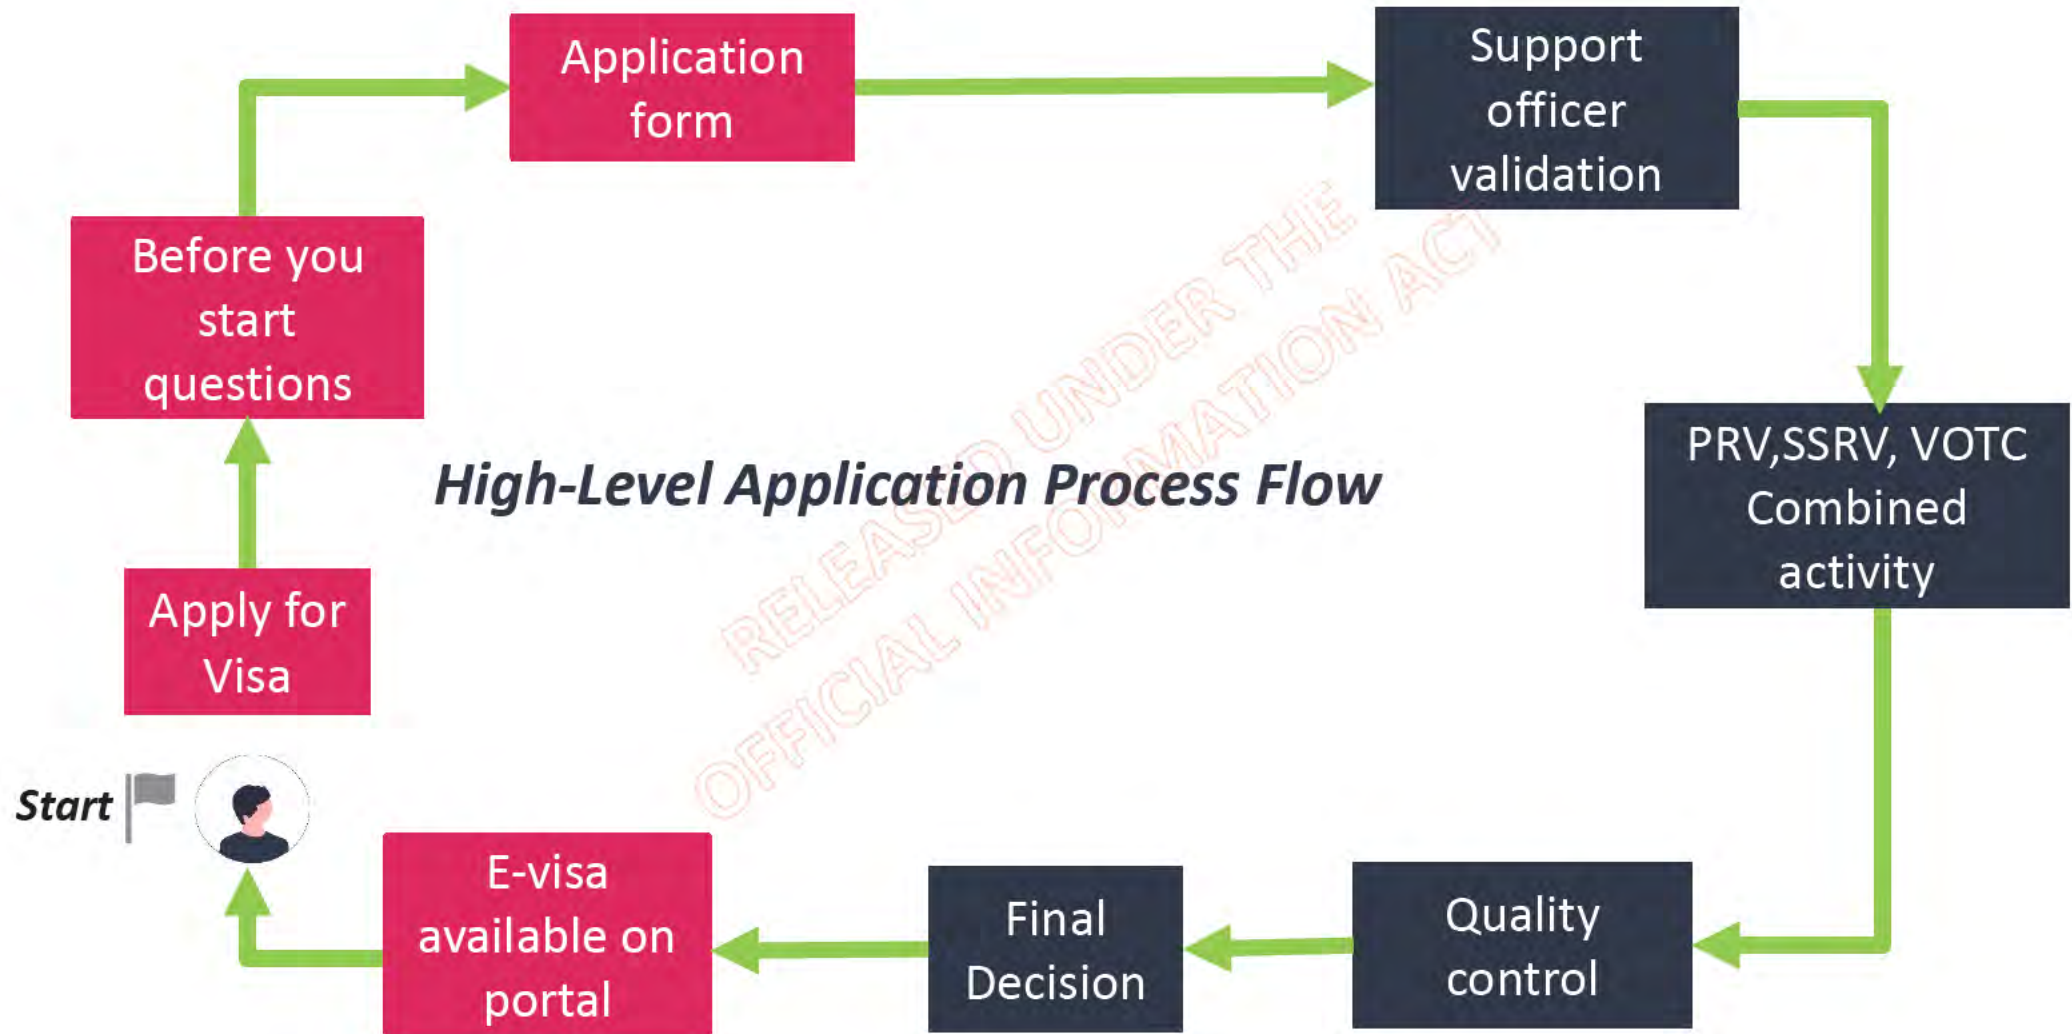 Application
form
Support
officer
validation
Before you
start
questions
PRV,SSRV, VOTC
Combined
activity
High-Level Application Process Flow
RELEASED UNDER THE
OFFICIAL INFORMATION ACT
Apply for
Visa
Start
E-visa
available on
portal
Final
Decision
Quality
control